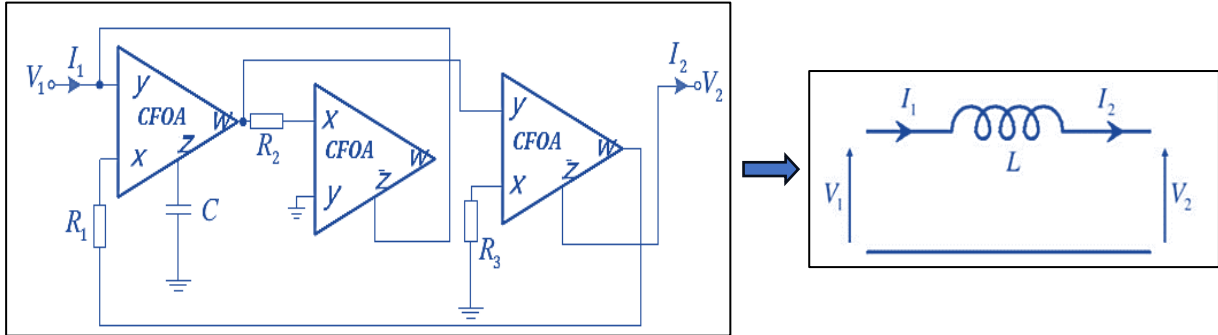 V₁ I₁ y CFOA w z x
R₁ C
R₂
x CFOA w z y
y CFOA w z x
R₃
I₂ V₂
I₁ I₂
L
V₁ V₂